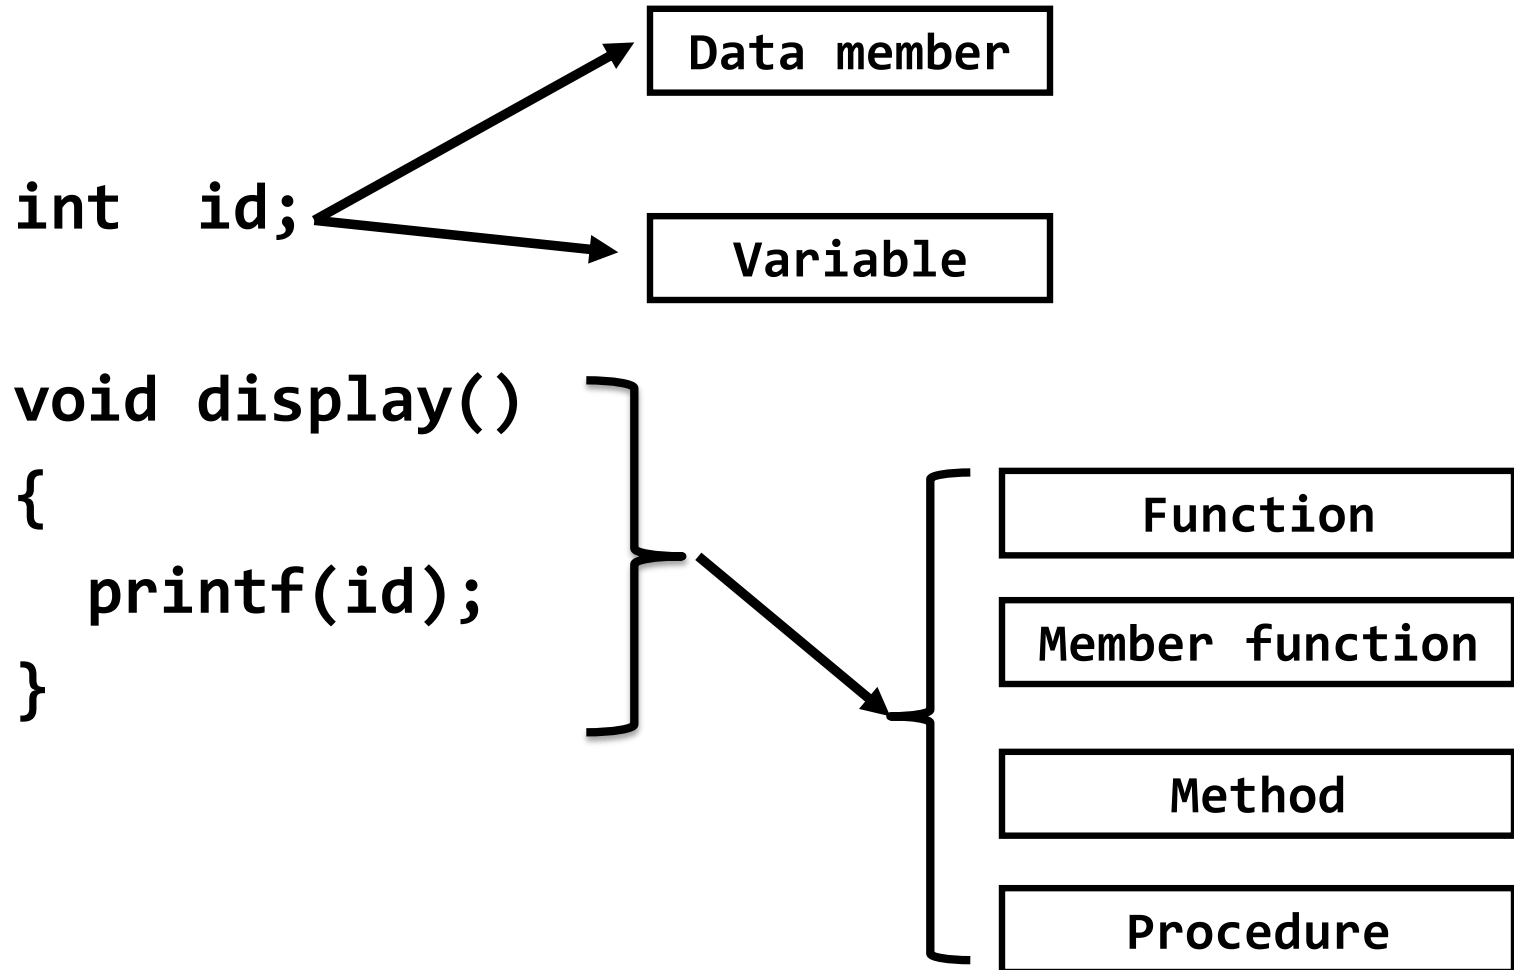 Data member
int  id;
Variable
void display()
{
Function
printf(id);
Member function
}
Method
Procedure